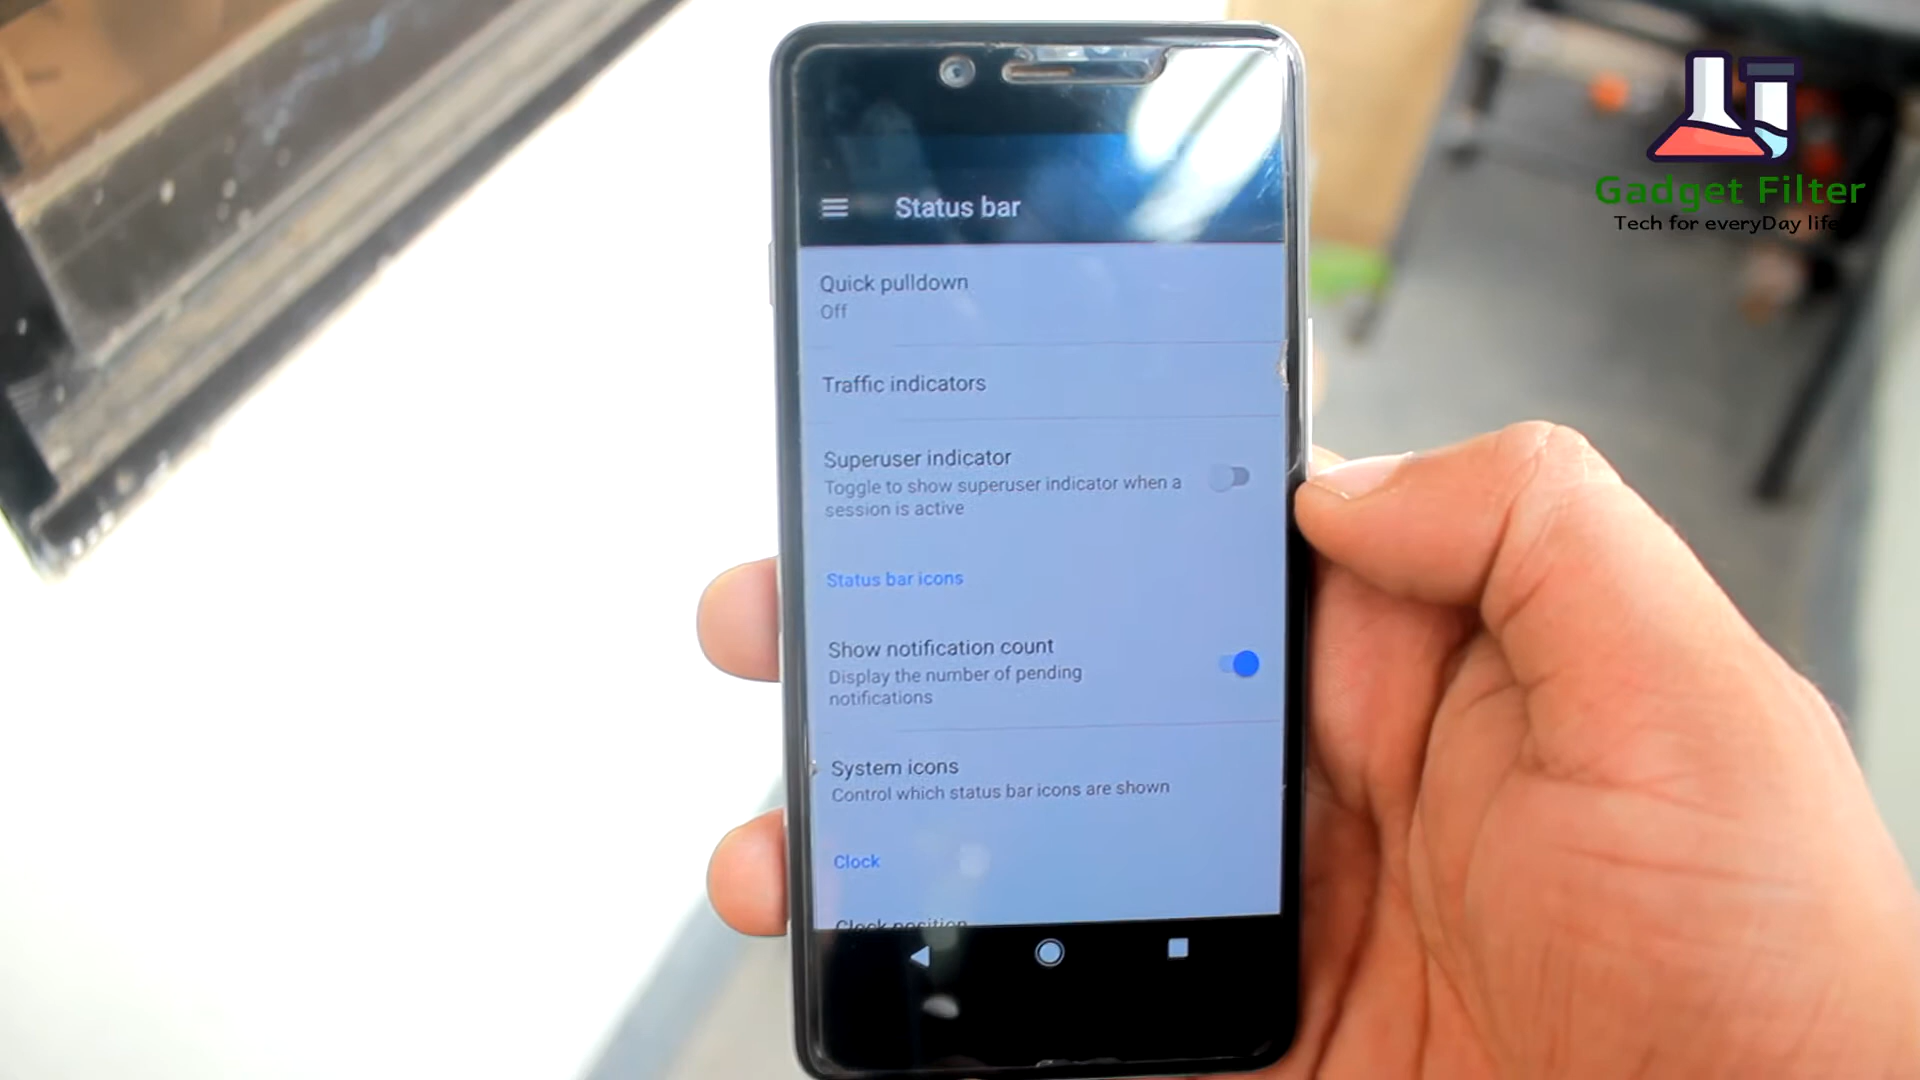 Gadget Filter
Tech for everyDay life
Status bar
Quick pulldown
Off
Traffic indicators
Superuser indicator
Toggle to show superuser indicator when a
session is active
Status bar icons
Show notification count
Display the number of pending
notifications
System icons
Control which status bar icons are shown
Clock
Clock position